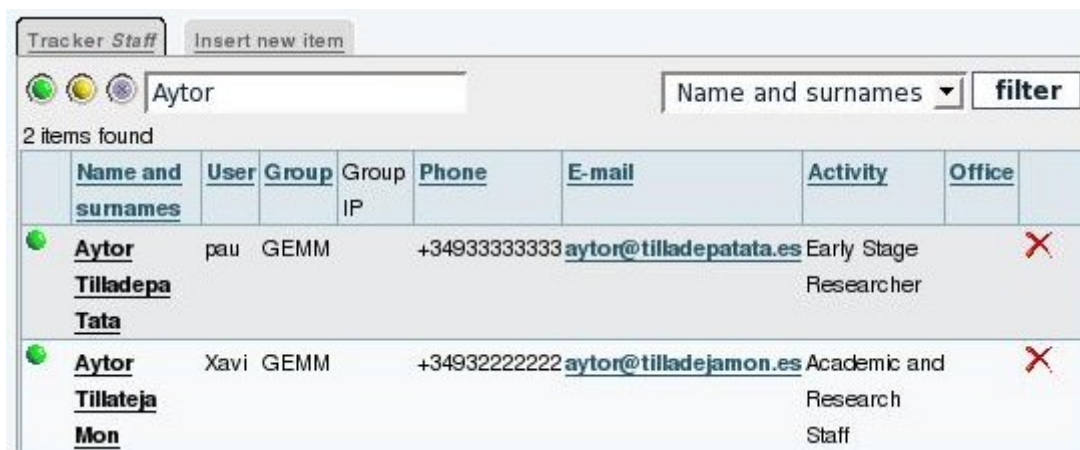 Tracker Staff Insert new item
Aytor Name and surnames filter
2 items found
Name and surnames User Group Group IP Phone E-mail Activity Office
Aytor Tilladepa Tata pau GEMM +34933333333 aytor@tilladepatata.es Early Stage Researcher
Aytor Tillateja Mon Xavi GEMM +34932222222 aytor@tilladejamon.es Academic and Research Staff